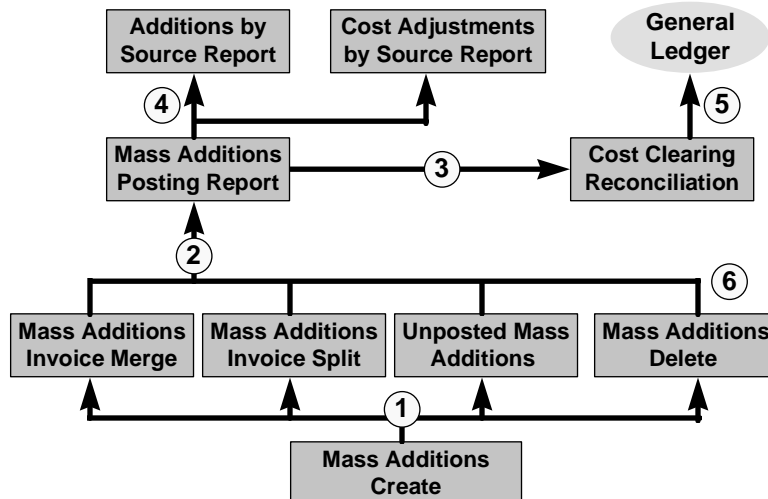 Additions by
Source Report
Cost Adjustments
by Source Report
General
Ledger
4
5
Mass Additions
Posting Report
3
Cost Clearing
Reconciliation
2
6
Mass Additions
Invoice Merge
Mass Additions
Invoice Split
Unposted Mass
Additions
Mass Additions
Delete
1
Mass Additions
Create